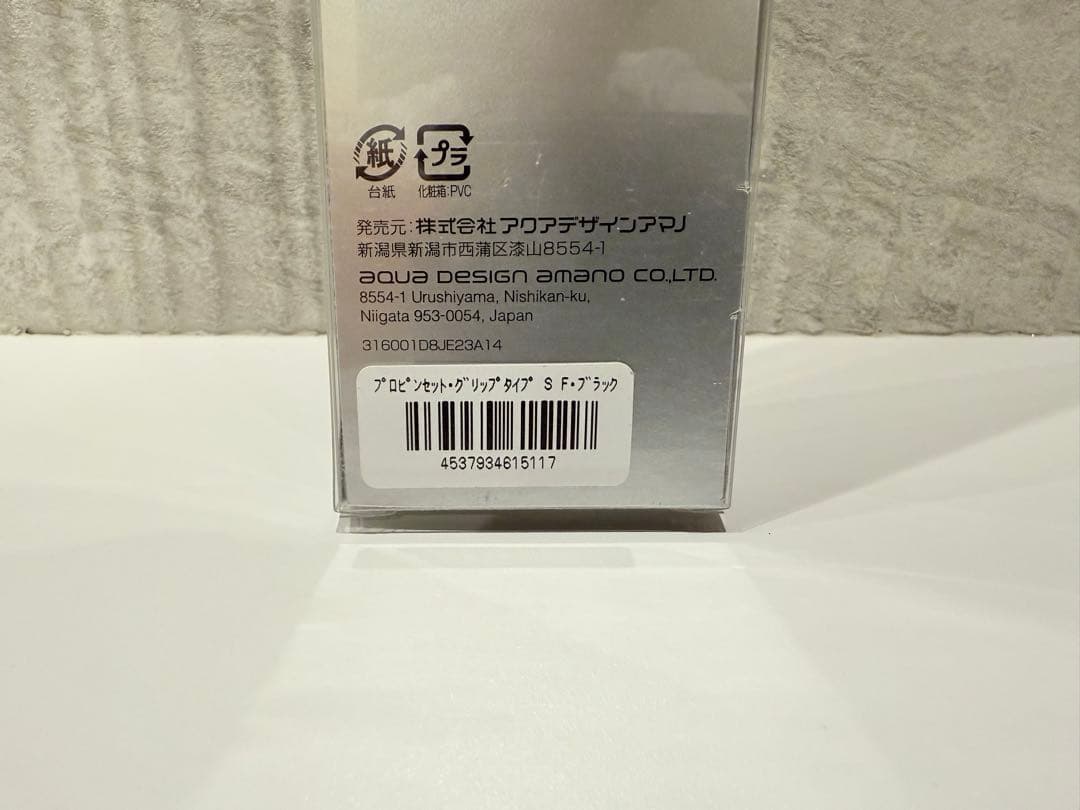 紙 プラ
台紙 化粧箱:PVC
発売元:株式会社アクアデザインアマノ
新潟県新潟市西蒲区漆山8554-1
aqua Design amano CO.,LTD.
8554-1 Urushiyama, Nishikan-ku,
Niigata 953-0054, Japan
316001D8JE23A14
プロピンセット・グリップタイプ S F・ブラック
4537934615117